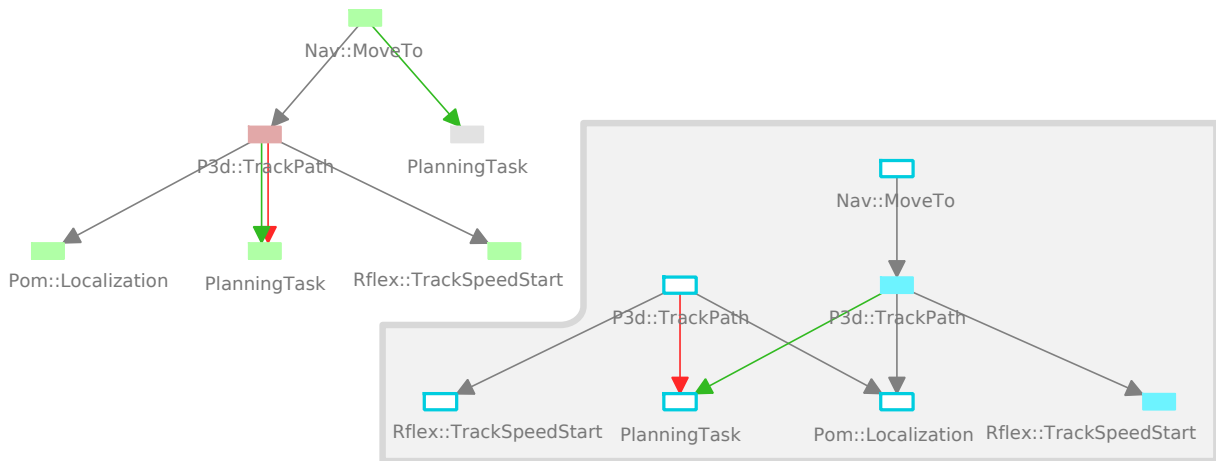 Nav::MoveTo
P3d::TrackPath
PlanningTask
Pom::Localization
PlanningTask
Rflex::TrackSpeedStart
Nav::MoveTo
P3d::TrackPath
P3d::TrackPath
Rflex::TrackSpeedStart
PlanningTask
Pom::Localization
Rflex::TrackSpeedStart